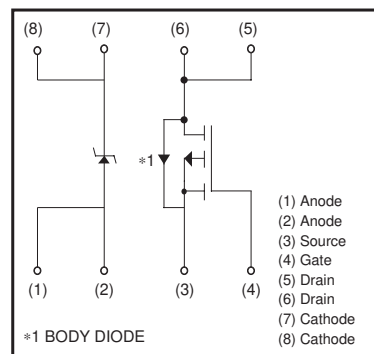 (8) (7) (6) (5)
∗1
(1) Anode
(2) Anode
(3) Source
(4) Gate
(5) Drain
(6) Drain
(7) Cathode
(8) Cathode
(1) (2) (3) (4)
∗1 BODY DIODE